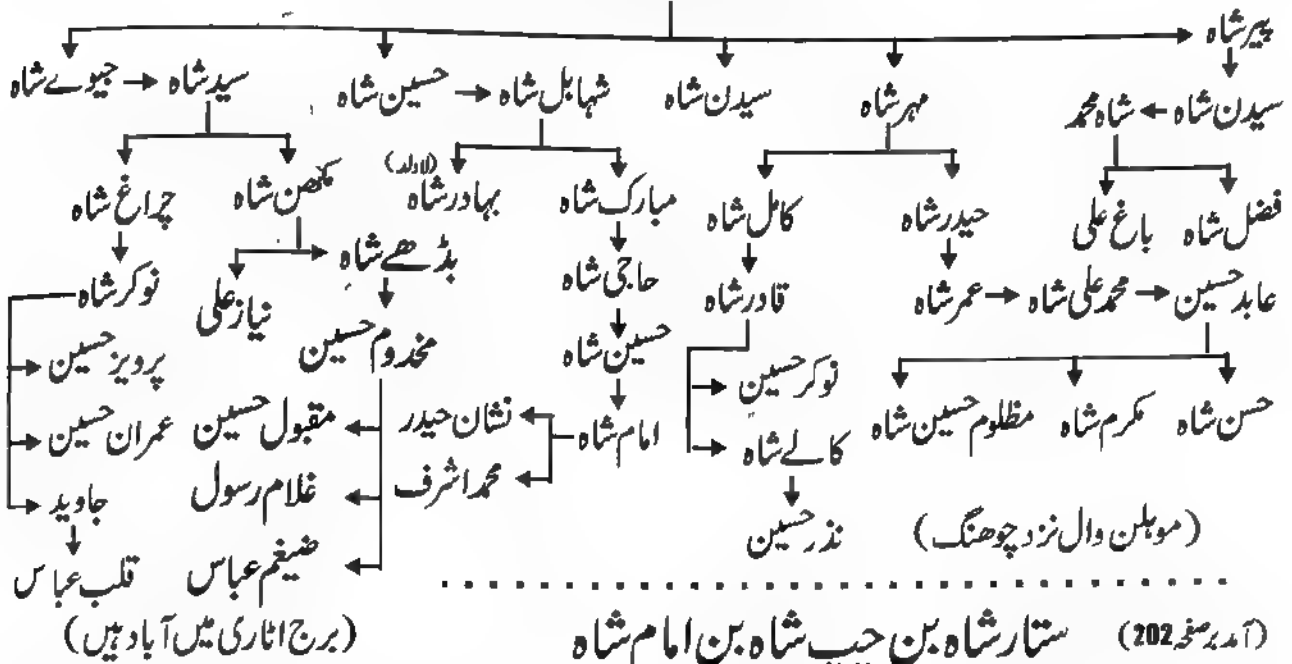 پیر شاہ
جیوے شاہ سید شاہ حسین شاہ شہابل شاہ سیدن شاہ مہر شاہ شاہ محمد سیدن شاہ
چراغ شاہ مکھن شاہ بہادر شاہ (لاولد) مبارک شاہ کامل شاہ حیدر شاہ باغ علی فضل شاہ
نوکر شاہ نیاز علی بڈھے شاہ حاجی شاہ قادر شاہ عمر شاہ محمد علی شاہ عابد حسین
پرویز حسین مخدوم حسین حسین شاہ نوکر حسین مظلوم حسین شاہ مکرم شاہ حسن شاہ
عمران حسین مقبول حسین نشان حیدر امام شاہ کالے شاہ
جاوید غلام رسول محمد اشرف نذر حسین (موہلن وال نزد چوھنگ)
قلب عباس ضیغم عباس
(برج اٹاری میں آباد ہیں)
ستار شاہ بن حبیب شاہ بن امام شاہ (آمد بر صفحہ 202)